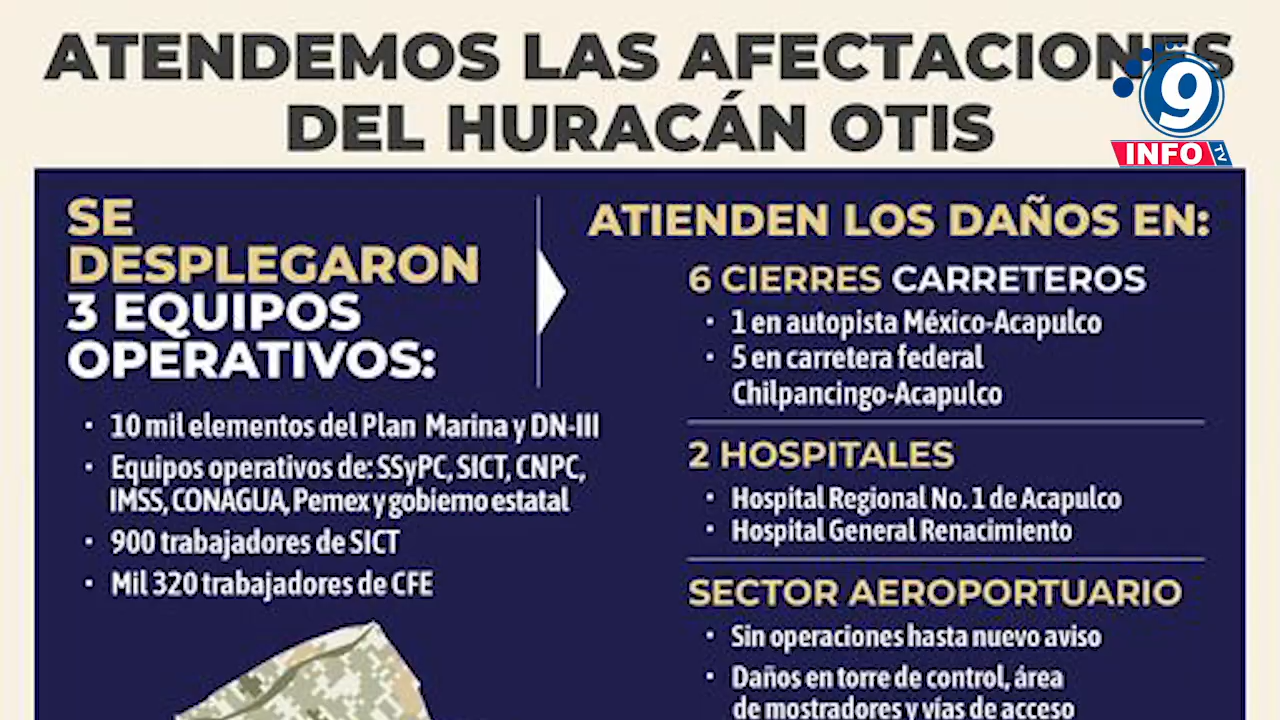 ATENDEMOS LAS AFECTACIONES
DEL HURACÁN OTIS
9
INFO
TV
SE
DESPLEGARON
3 EQUIPOS
OPERATIVOS:
· 10 mil elementos del Plan Marina y DN-III
· Equipos operativos de: SSyPC, SICT, CNPC,
IMSS, CONAGUA, Pemex y gobierno estatal
· 900 trabajadores de SICT
· Mil 320 trabajadores de CFE
ATIENDEN LOS DAÑOS EN:
6 CIERRES CARRETEROS
· 1 en autopista México-Acapulco
· 5 en carretera federal
Chilpancingo-Acapulco
2 HOSPITALES
· Hospital Regional No. 1 de Acapulco
· Hospital General Renacimiento
SECTOR AEROPORTUARIO
· Sin operaciones hasta nuevo aviso
· Daños en torre de control, área
de mostradores y vías de acceso